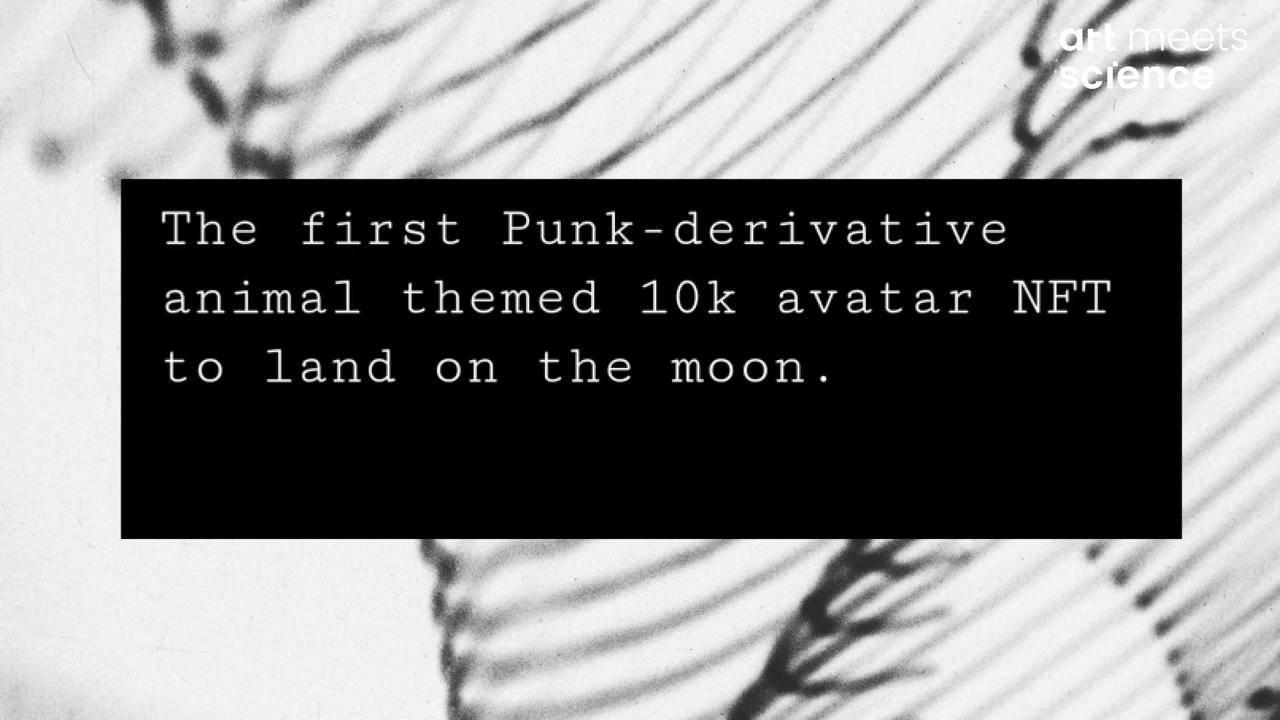 art meets
science
The first Punk-derivative
animal themed 10k avatar NFT
to land on the moon.